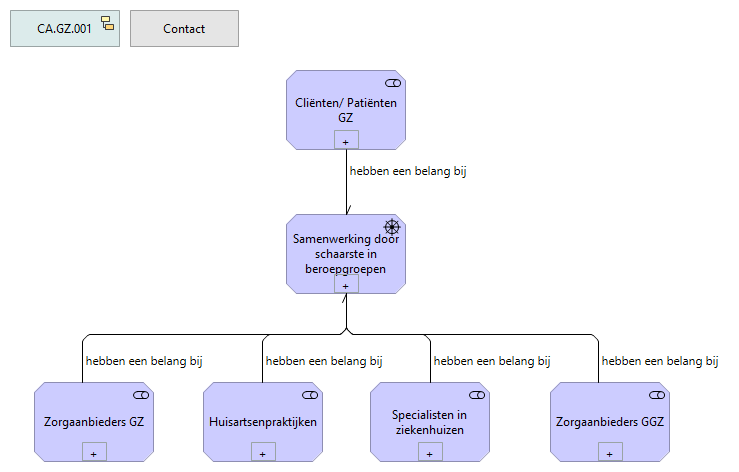 CA.GZ.001
Contact
Cliënten/ Patiënten
GZ
+
hebben een belang bij
Samenwerking door
schaarste in
beroepgroepen
+
hebben een belang bij
hebben een belang bij
hebben een belang bij
hebben een belang bij
Zorgaanbieders GZ
+
Huisartsenpraktijken
+
Specialisten in
ziekenhuizen
+
Zorgaanbieders GGZ
+